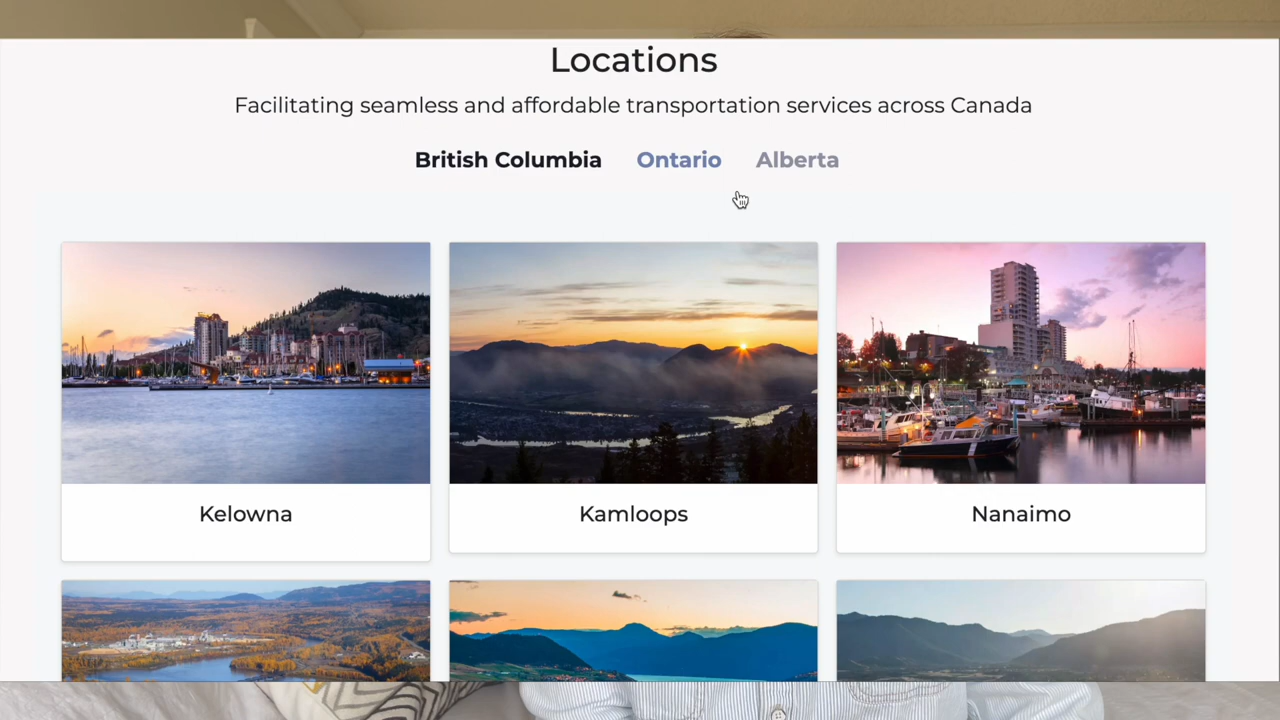 Locations
Facilitating seamless and affordable transportation services across Canada
British Columbia Ontario Alberta
Kelowna Kamloops Nanaimo